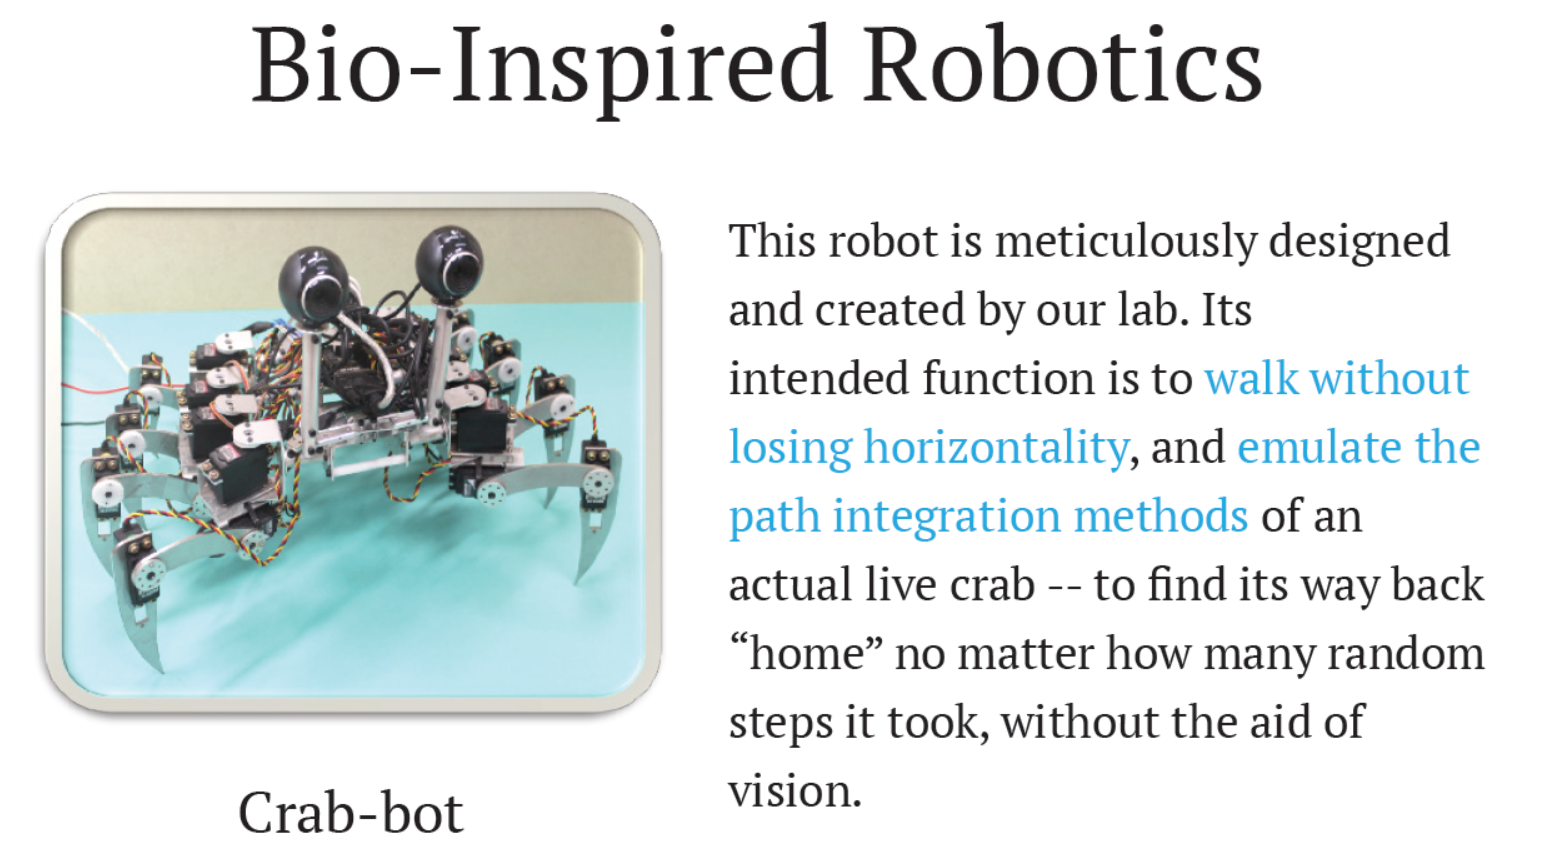 Bio-Inspired Robotics
This robot is meticulously designed
and created by our lab. Its
intended function is to walk without
losing horizontality, and emulate the
path integration methods of an
actual live crab -- to find its way back
“home” no matter how many random
steps it took, without the aid of
vision.
Crab-bot